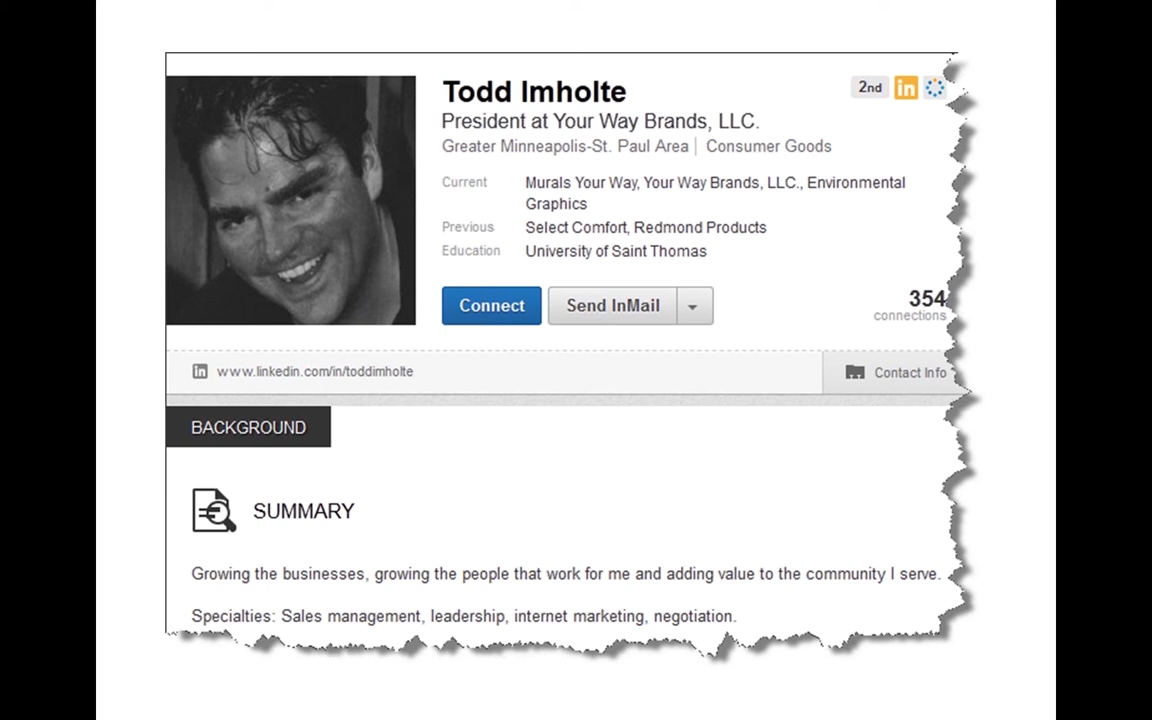 Todd Imholte
2nd in
President at Your Way Brands, LLC.
Greater Minneapolis-St. Paul Area | Consumer Goods
Current Murals Your Way, Your Way Brands, LLC., Environmental
Graphics
Previous Select Comfort, Redmond Products
Education University of Saint Thomas
Connect Send InMail
354
connections
in www.linkedin.com/in/toddimholte Contact Info
BACKGROUND
SUMMARY
Growing the businesses, growing the people that work for me and adding value to the community I serve.
Specialties: Sales management, leadership, internet marketing, negotiation.